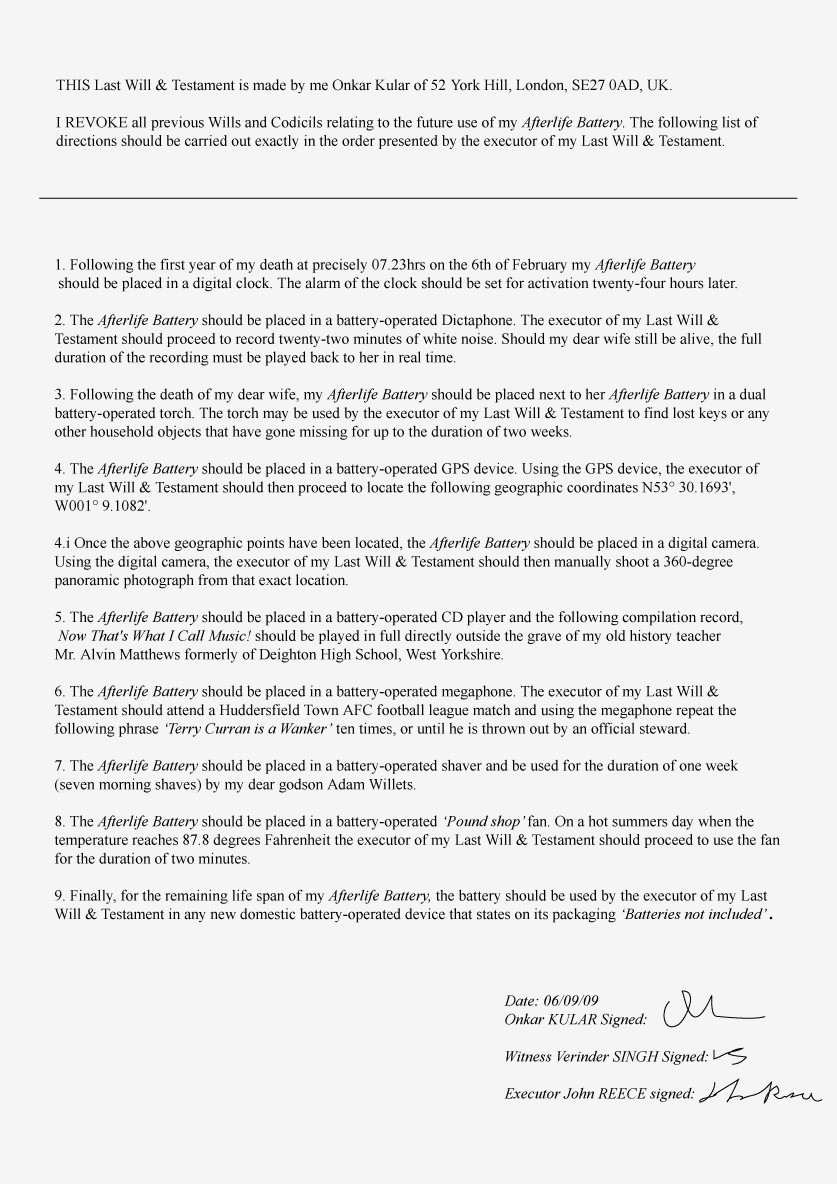 THIS Last Will & Testament is made by me Onkar Kular of 52 York Hill, London, SE27 0AD, UK.
I REVOKE all previous Wills and Codicils relating to the future use of my Afterlife Battery. The following list of
directions should be carried out exactly in the order presented by the executor of my Last Will & Testament.
1. Following the first year of my death at precisely 07.23hrs on the 6th of February my Afterlife Battery
should be placed in a digital clock. The alarm of the clock should be set for activation twenty-four hours later.
2. The Afterlife Battery should be placed in a battery-operated Dictaphone. The executor of my Last Will &
Testament should proceed to record twenty-two minutes of white noise. Should my dear wife still be alive, the full
duration of the recording must be played back to her in real time.
3. Following the death of my dear wife, my Afterlife Battery should be placed next to her Afterlife Battery in a dual
battery-operated torch. The torch may be used by the executor of my Last Will & Testament to find lost keys or any
other household objects that have gone missing for up to the duration of two weeks.
4. The Afterlife Battery should be placed in a battery-operated GPS device. Using the GPS device, the executor of
my Last Will & Testament should then proceed to locate the following geographic coordinates N53° 30.1693',
W001° 9.1082'.
4.i Once the above geographic points have been located, the Afterlife Battery should be placed in a digital camera.
Using the digital camera, the executor of my Last Will & Testament should then manually shoot a 360-degree
panoramic photograph from that exact location.
5. The Afterlife Battery should be placed in a battery-operated CD player and the following compilation record,
Now That's What I Call Music! should be played in full directly outside the grave of my old history teacher
Mr. Alvin Matthews formerly of Deighton High School, West Yorkshire.
6. The Afterlife Battery should be placed in a battery-operated megaphone. The executor of my Last Will &
Testament should attend a Huddersfield Town AFC football league match and using the megaphone repeat the
following phrase ‘Terry Curran is a Wanker’ ten times, or until he is thrown out by an official steward.
7. The Afterlife Battery should be placed in a battery-operated shaver and be used for the duration of one week
(seven morning shaves) by my dear godson Adam Willets.
8. The Afterlife Battery should be placed in a battery-operated ‘Pound shop’ fan. On a hot summers day when the
temperature reaches 87.8 degrees Fahrenheit the executor of my Last Will & Testament should proceed to use the fan
for the duration of two minutes.
9. Finally, for the remaining life span of my Afterlife Battery, the battery should be used by the executor of my Last
Will & Testament in any new domestic battery-operated device that states on its packaging ‘Batteries not included’.
Date: 06/09/09
Onkar KULAR Signed:
Witness Verinder SINGH Signed: VS
Executor John REECE signed: